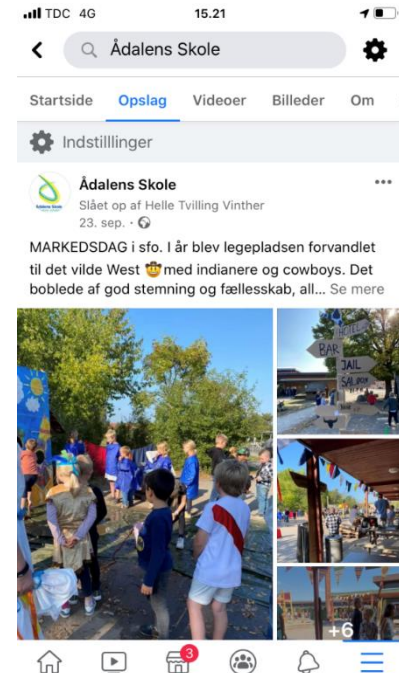 TDC 4G 15.21
Ådalens Skole
Startside Opslag Videoer Billeder Om
Indstilllinger
Ådalens Skole
Slået op af Helle Tvilling Vinther
23. sep.
MARKEDSDAG i sfo. I år blev legepladsen forvandlet
til det vilde West 🤠med indianere og cowboys. Det
boblede af god stemning og fællesskab, all... Se mere
HOTEL
BAR
JAIL
SALOON
+6
3